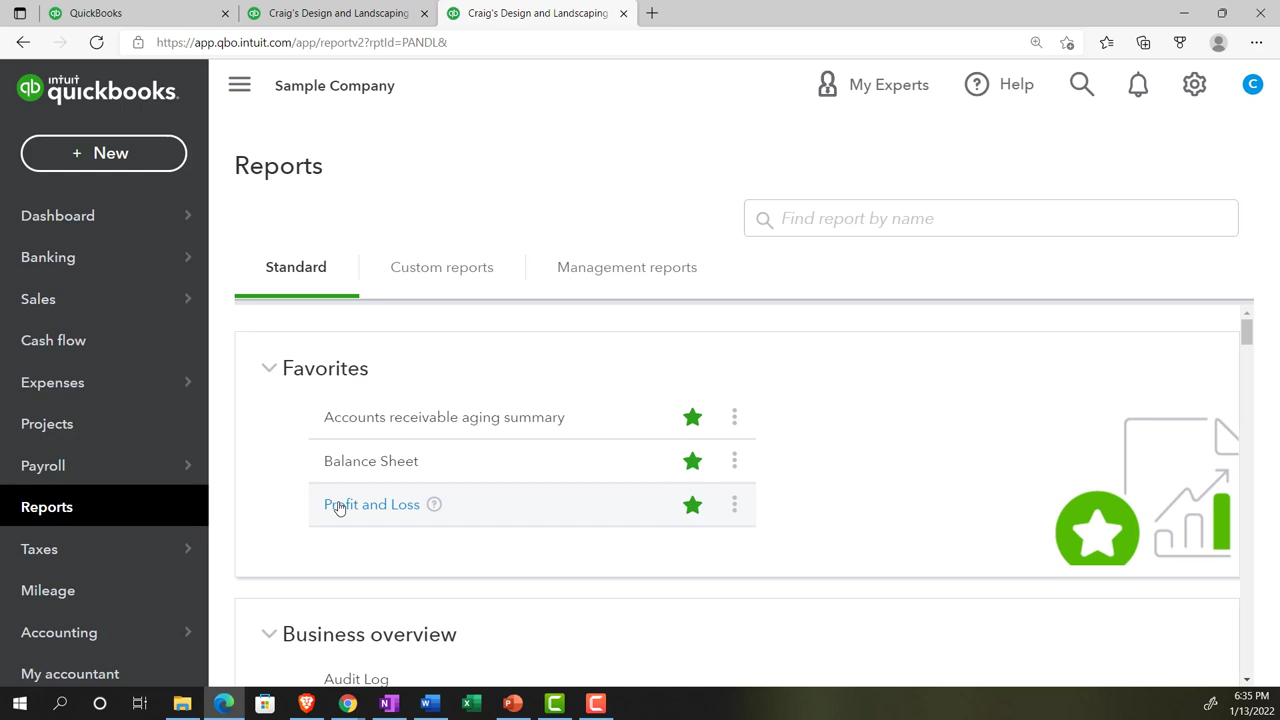 QuickBooks
Craig's Design and Landscaping
Craig's Design and Landscaping
https://app.qbo.intuit.com/app/reportv2?rptId=PANDL&
intuit
quickbooks.
Sample Company
My Experts
Help
C
+ New
Reports
Find report by name
Dashboard
Banking
Sales
Cash flow
Expenses
Projects
Payroll
Reports
Taxes
Mileage
Accounting
My accountant
Standard
Custom reports
Management reports
Favorites
Accounts receivable aging summary
Balance Sheet
Profit and Loss
Business overview
Audit Log
6:35 PM
1/13/2022